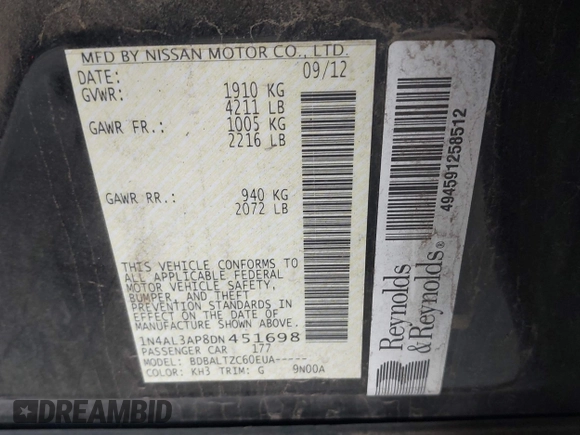 MFD BY NISSAN MOTOR CO., LTD.
DATE: 09/12
GVWR: 1910 KG
4211 LB
GAWR FR.: 1005 KG
2216 LB
GAWR RR.: 940 KG
2072 LB
THIS VEHICLE CONFORMS TO
ALL APPLICABLE FEDERAL
MOTOR VEHICLE SAFETY,
BUMPER, AND THEFT
PREVENTION STANDARDS IN
EFFECT ON THE DATE OF
MANUFACTURE SHOWN ABOVE.
1N4AL3AP8DN451698
PASSENGER CAR 177
MODEL: BDBALTZC60EUA-----
COLOR: KH3 TRIM: G 9N00A
Reynolds
& Reynolds®
494591258512
DREAMBID